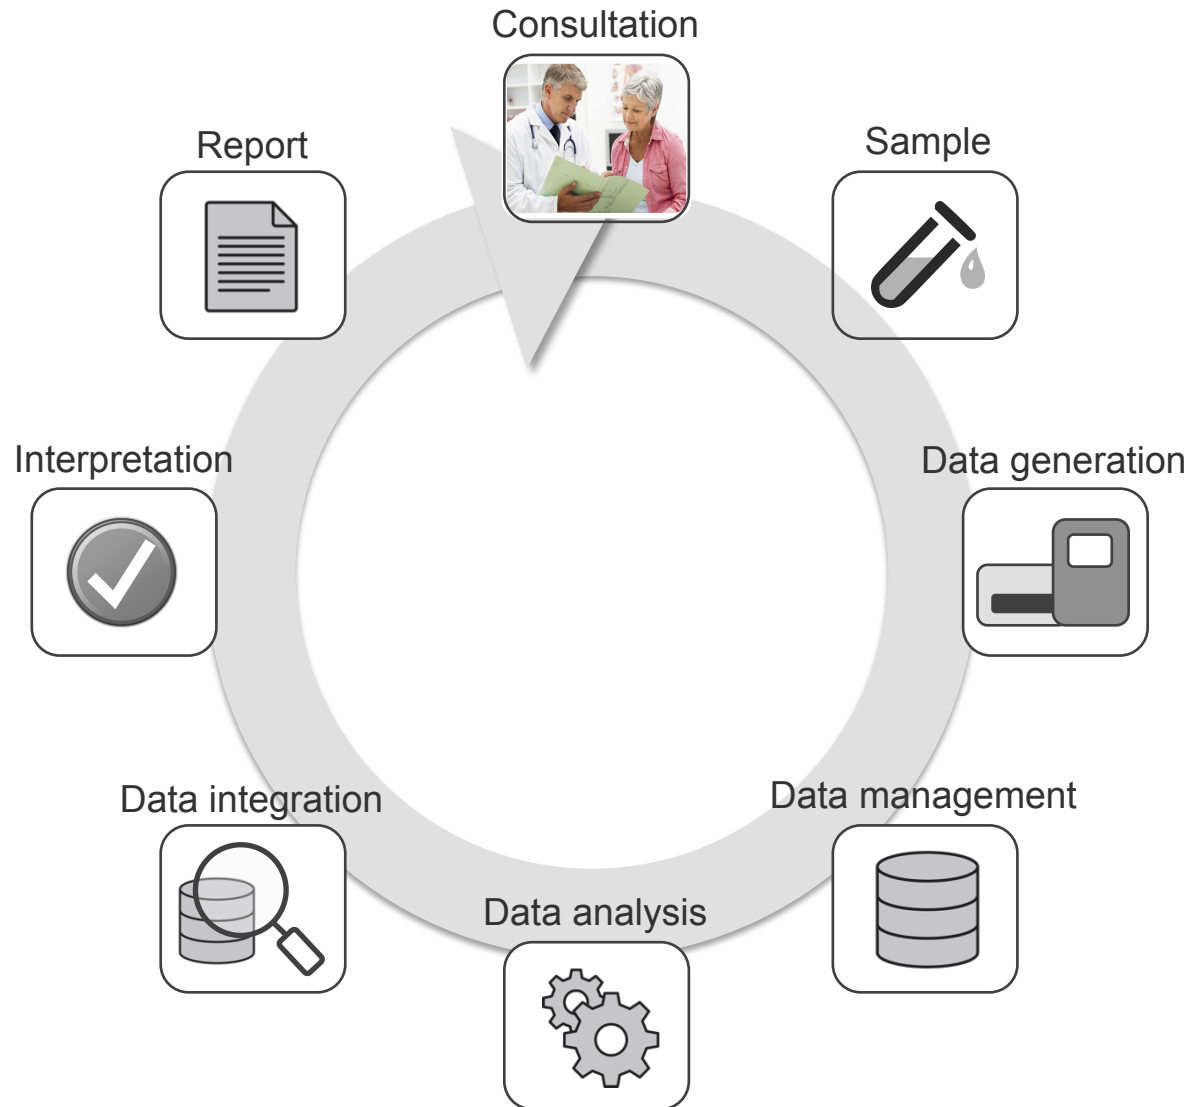 Consultation
Sample
Data generation
Data management
Data analysis
Data integration
Interpretation
Report